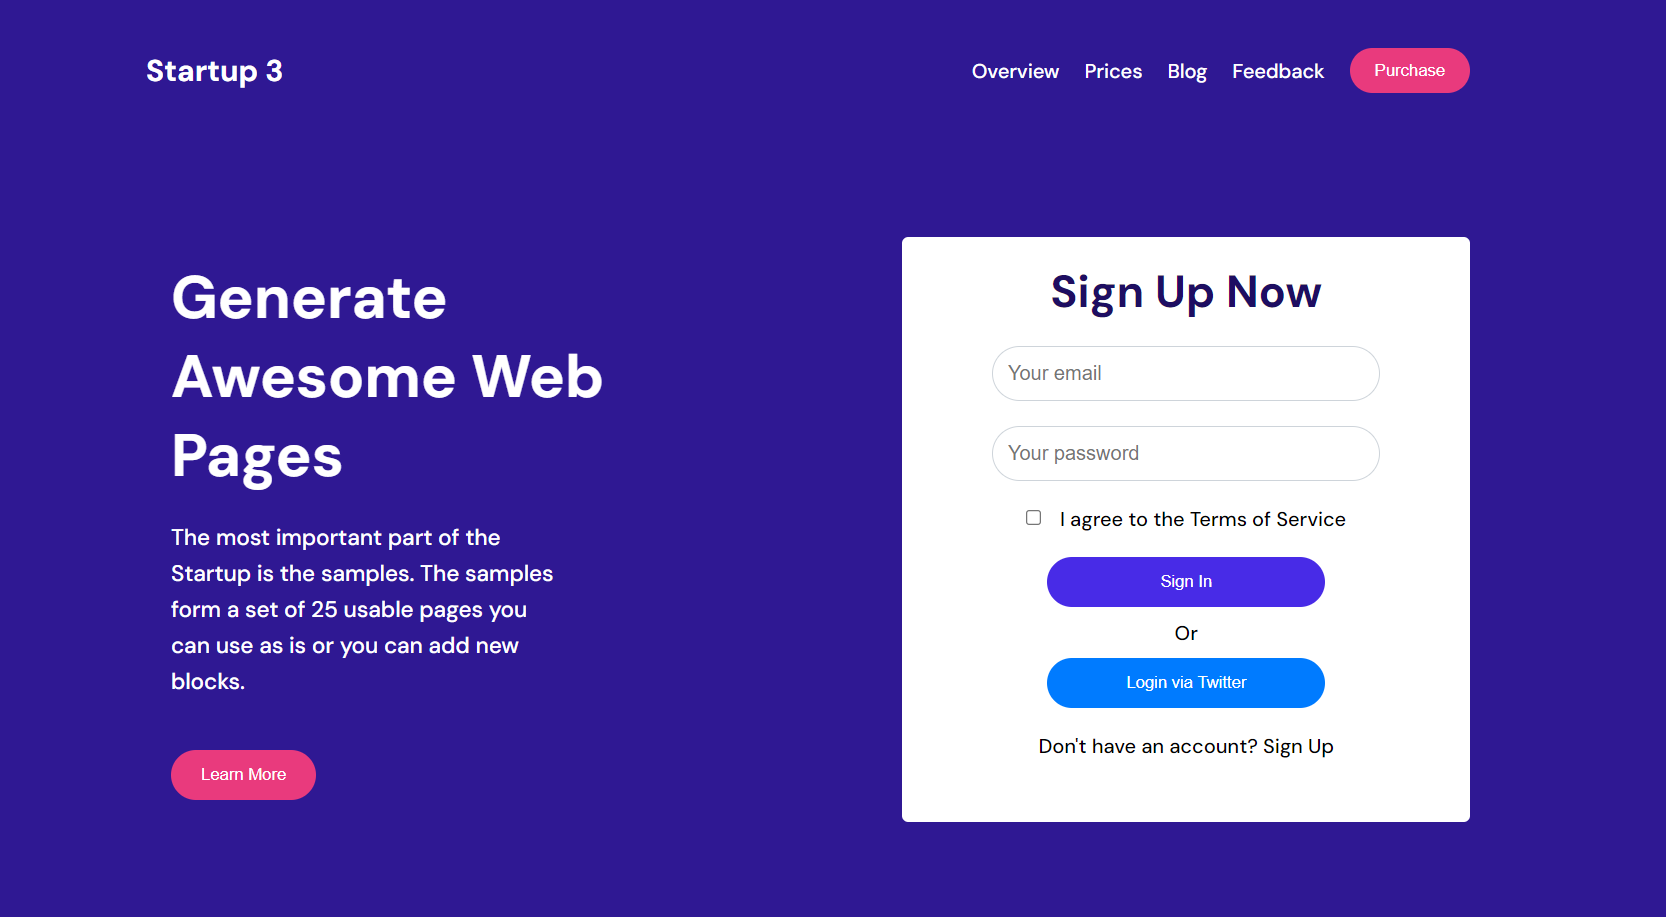 Startup 3
Overview Prices Blog Feedback Purchase
Generate
Awesome Web
Pages
The most important part of the
Startup is the samples. The samples
form a set of 25 usable pages you
can use as is or you can add new
blocks.
Learn More
Sign Up Now
Your email
Your password
I agree to the Terms of Service
Sign In
Or
Login via Twitter
Don't have an account? Sign Up